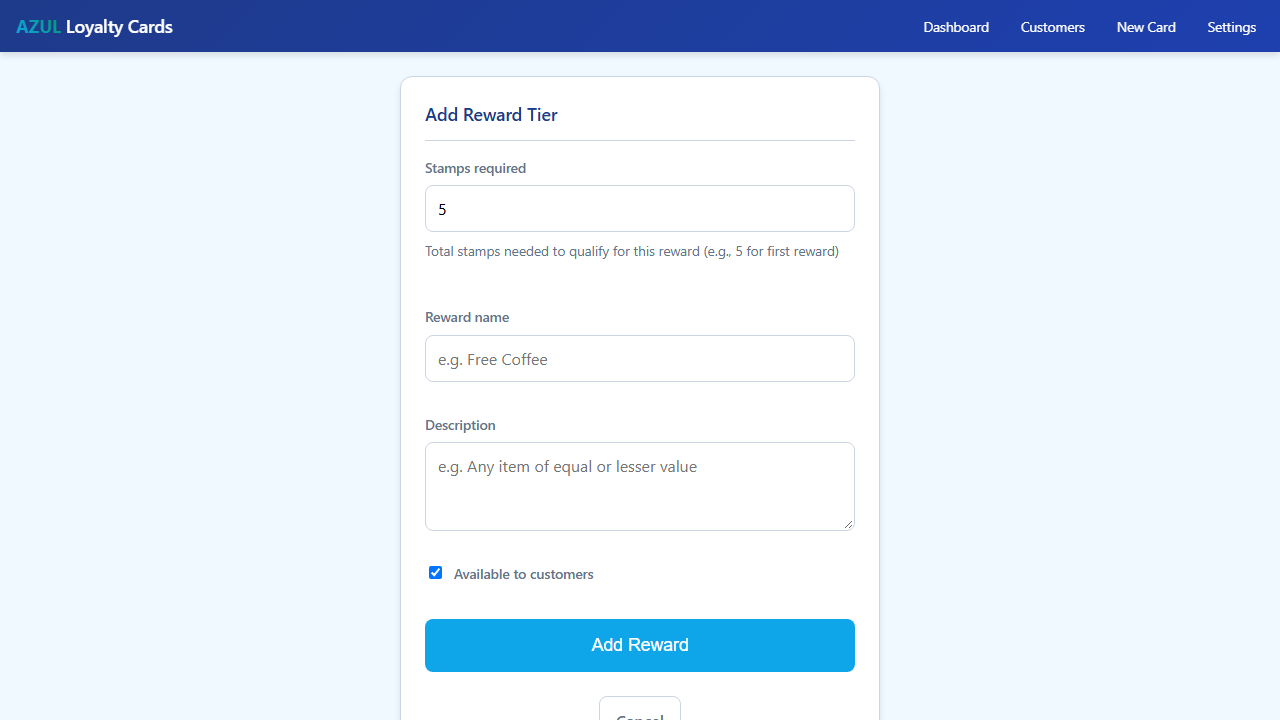 AZUL Loyalty Cards
Dashboard
Customers
New Card
Settings
Add Reward Tier
Stamps required
5
Total stamps needed to qualify for this reward (e.g., 5 for first reward)
Reward name
e.g. Free Coffee
Description
e.g. Any item of equal or lesser value
Available to customers
Add Reward
Cancel